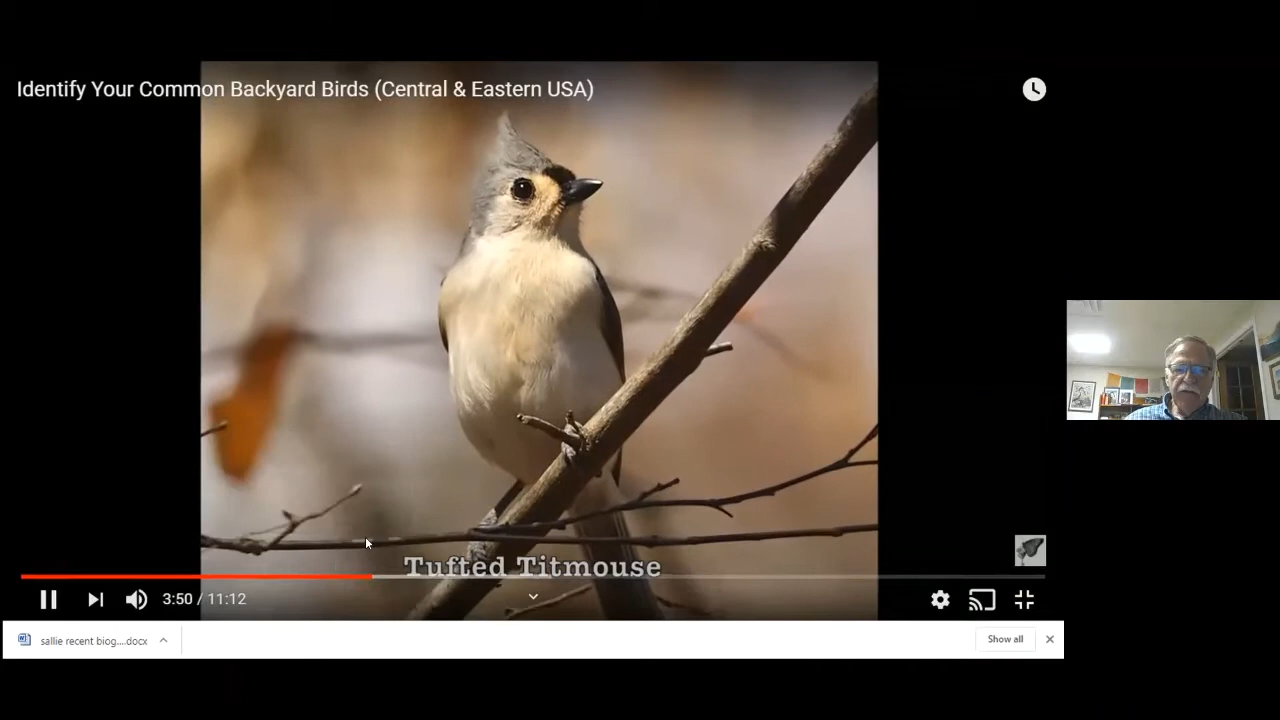 Identify Your Common Backyard Birds (Central & Eastern USA)
Tufted Titmouse
3:50 / 11:12
sallie recent biog....docx
Show all